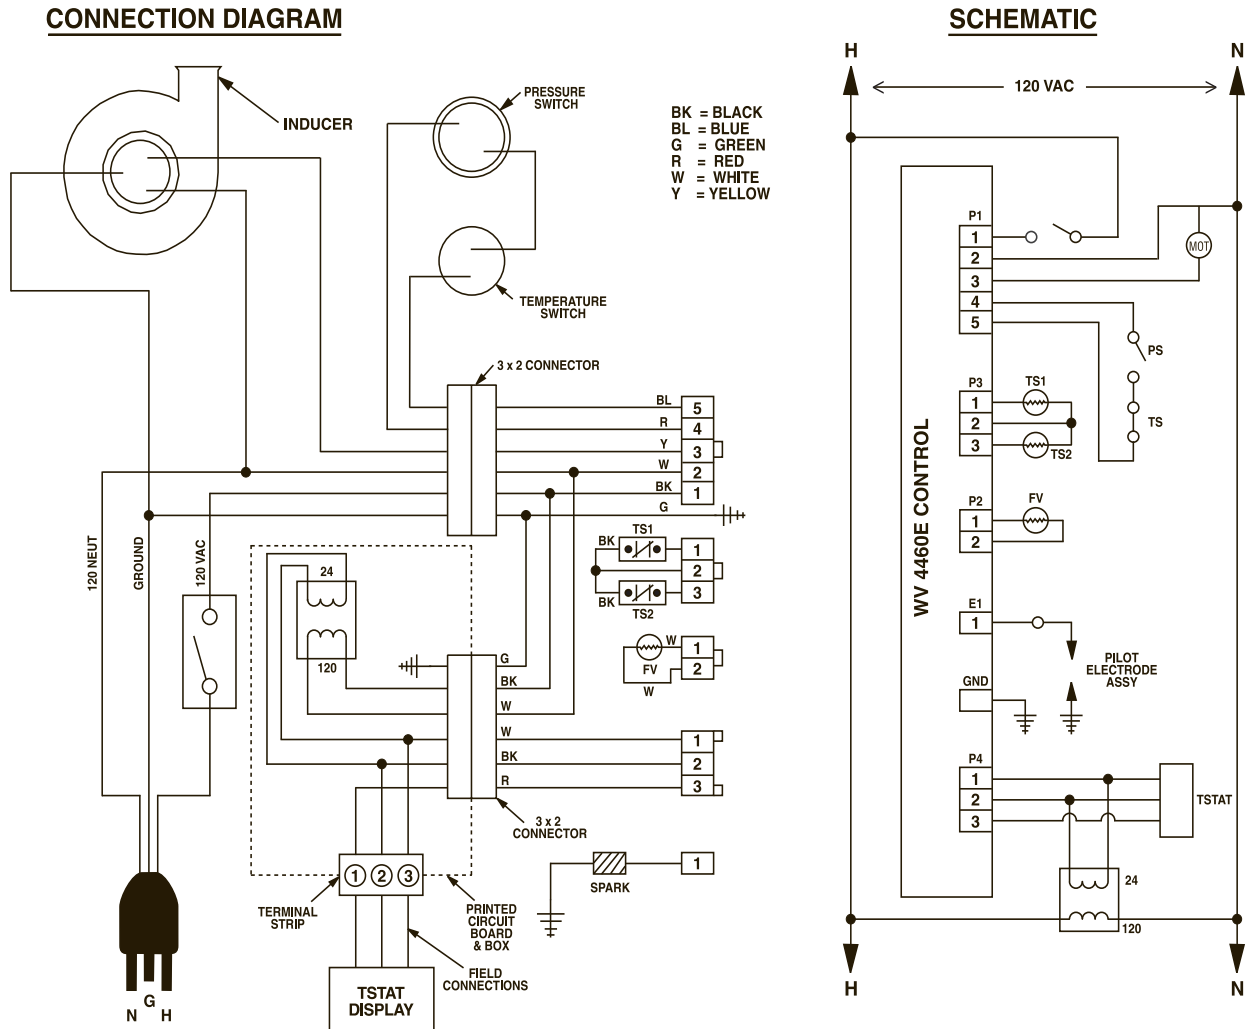 CONNECTION DIAGRAM
INDUCER
PRESSURE
SWITCH
TEMPERATURE
SWITCH
BK = BLACK
BL = BLUE
G = GREEN
R = RED
W = WHITE
Y = YELLOW
3 x 2 CONNECTOR
BL 5
R 4
Y 3
W 2
BK 1
G
120 NEUT
GROUND
120 VAC
24
120
TS1
BK 1
2
BK 3
TS2
W 1
FV 2
W
G
BK
W
W 1
BK 2
R 3
3 x 2
CONNECTOR
1 2 3
TERMINAL
STRIP
PRINTED
CIRCUIT
BOARD
& BOX
SPARK
1
FIELD
CONNECTIONS
TSTAT
DISPLAY
N G H
SCHEMATIC
H N
120 VAC
WV 4460E CONTROL
P1
1
2
3
4
5
MOT
PS
TS
P3
1
2
3
TS1
TS2
P2
1
2
FV
E1
1
PILOT
ELECTRODE
ASSY
GND
P4
1
2
3
TSTAT
24
120
H N